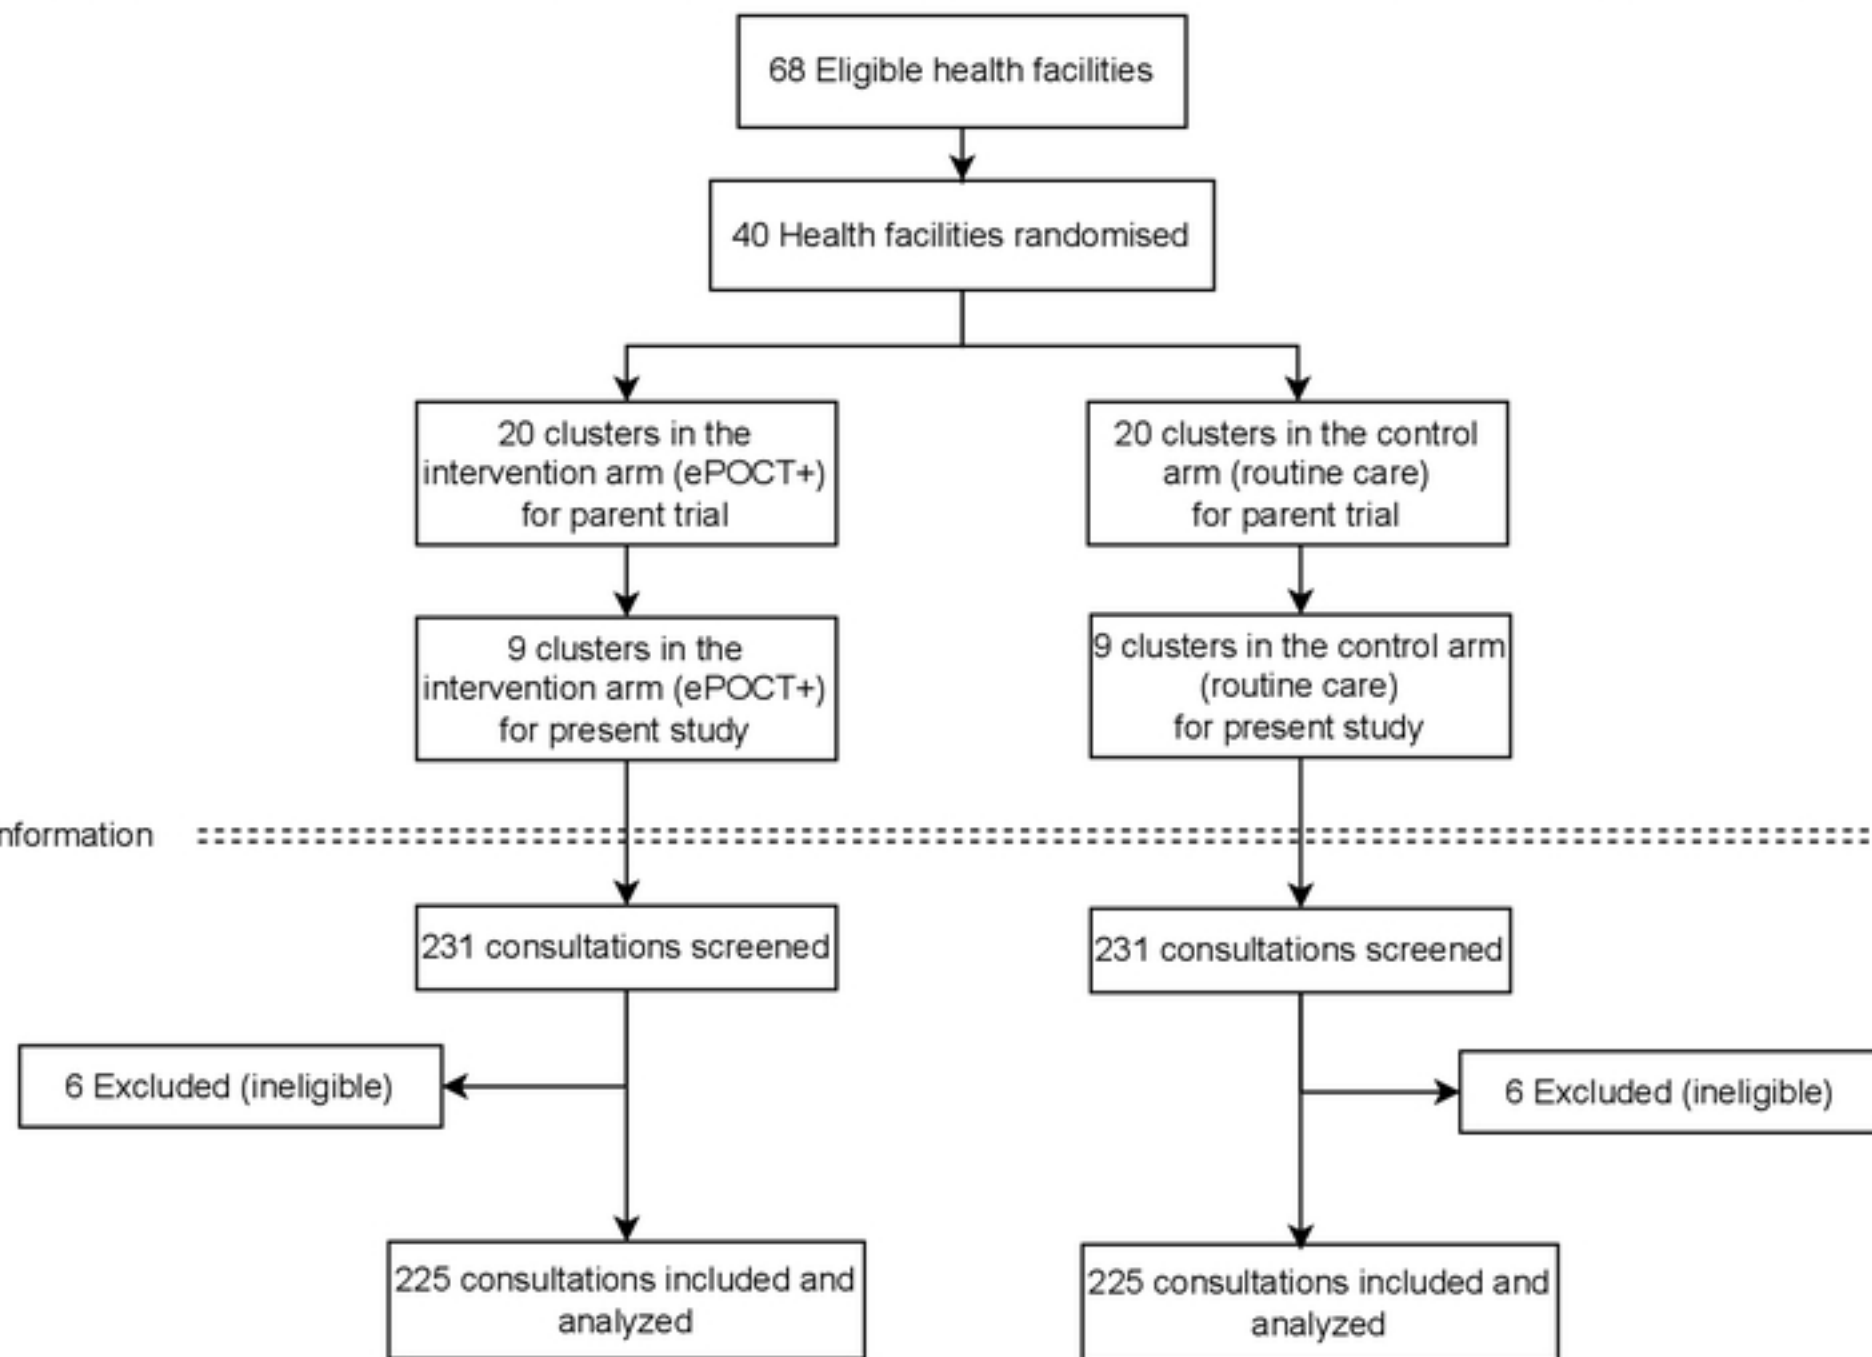 68 Eligible health facilities
40 Health facilities randomised
20 clusters in the
intervention arm (ePOCT+)
for parent trial
20 clusters in the control
arm (routine care)
for parent trial
9 clusters in the
intervention arm (ePOCT+)
for present study
9 clusters in the control arm
(routine care)
for present study
nformation
231 consultations screened
231 consultations screened
6 Excluded (ineligible)
6 Excluded (ineligible)
225 consultations included and
analyzed
225 consultations included and
analyzed